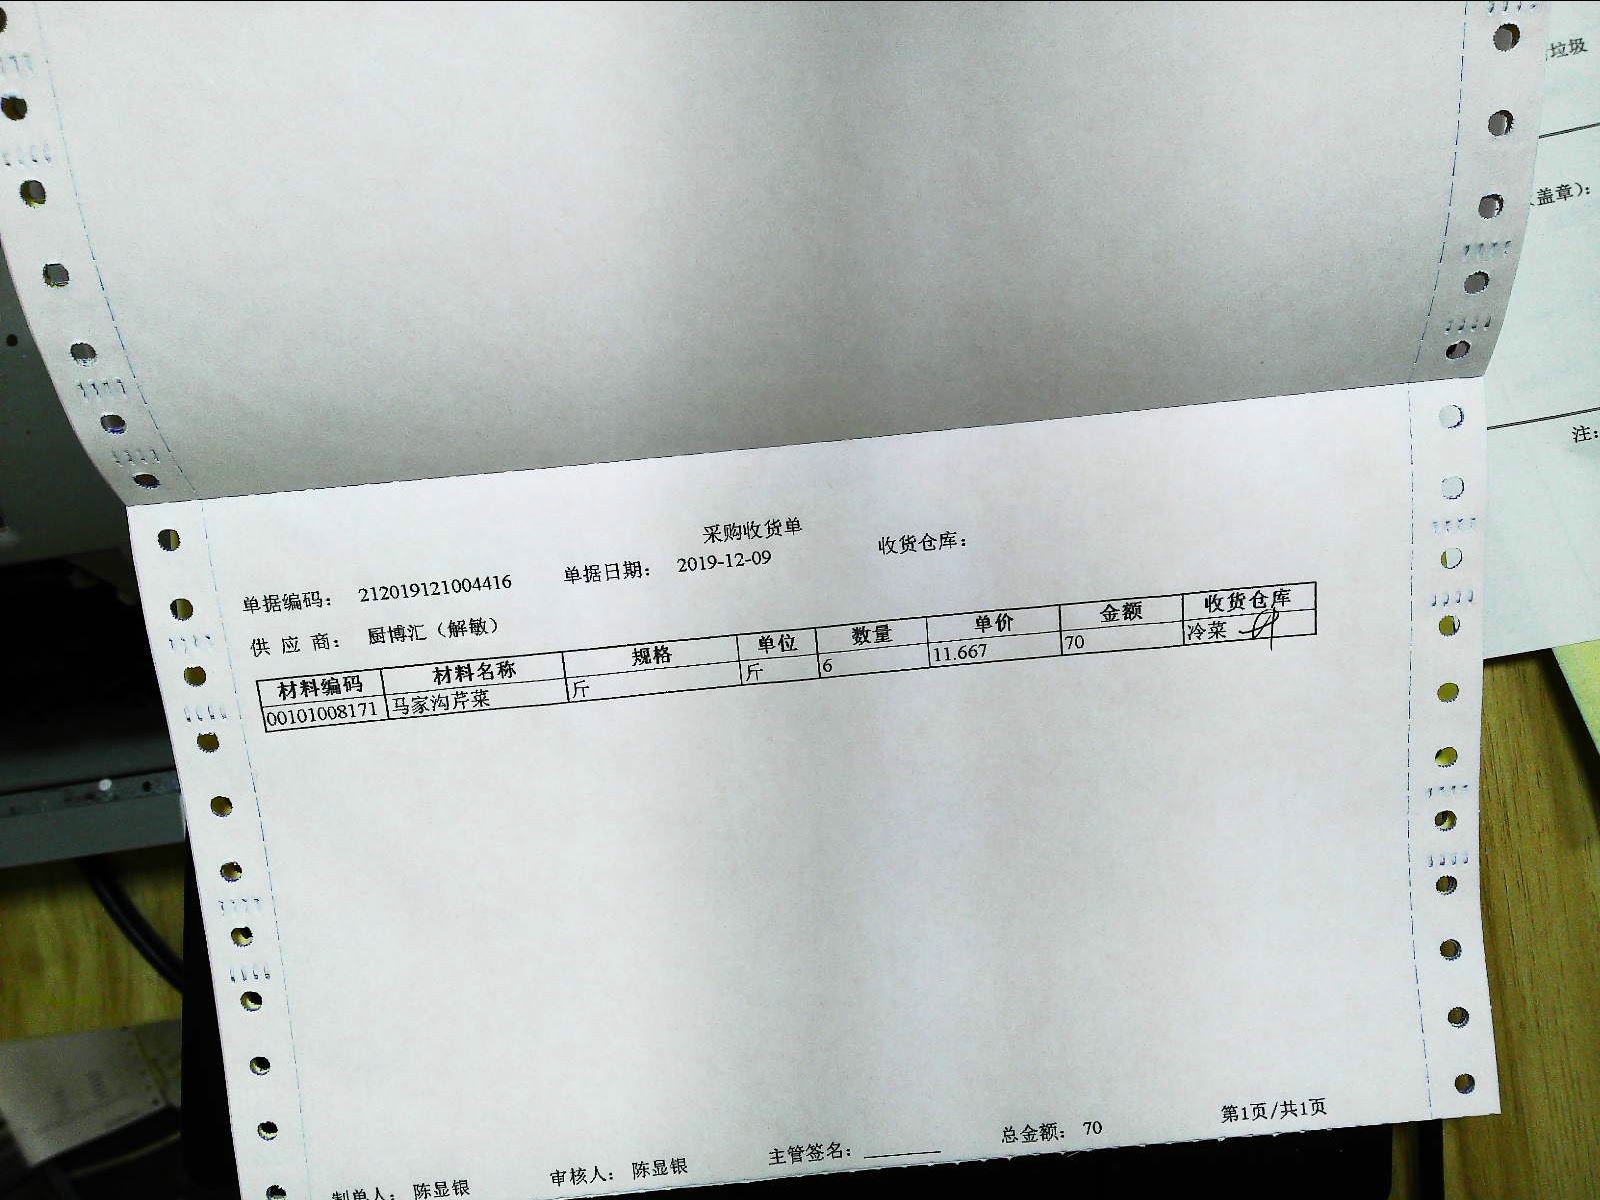 垃圾
盖章）：
注：
采购收货单
单据编码： 212019121004416 单据日期： 2019-12-09 收货仓库：
供 应 商： 厨博汇（解敏）
材料编码 材料名称 规格 单位 数量 单价 金额 收货仓库
00101008171 马家沟芹菜 斤 斤 6 11.667 70 冷菜
制单人： 陈显银 审核人： 陈显银 主管签名： 总金额： 70 第1页/共1页